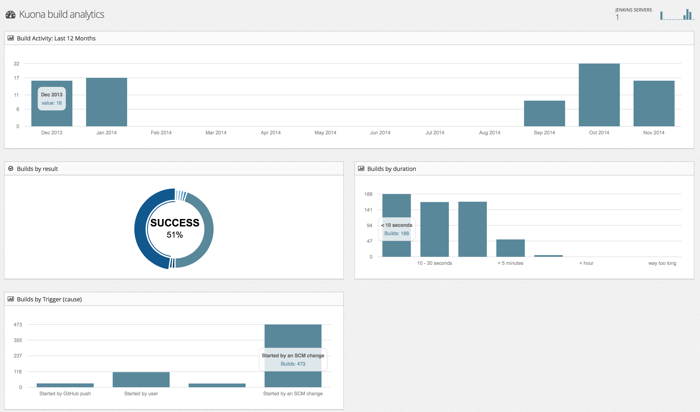 Kuona build analytics
JENKINS SERVERS
1
Build Activity: Last 12 Months
22
17
11
6
0
Dec 2013
value: 16
Dec 2013
Jan 2014
Feb 2014
Mar 2014
Apr 2014
May 2014
Jun 2014
Jul 2014
Aug 2014
Sep 2014
Oct 2014
Nov 2014
Builds by result
SUCCESS
51%
Builds by duration
188
141
94
47
0
< 10 seconds
Builds: 188
10 - 30 seconds
< 5 minutes
< hour
wey too long
Builds by Trigger (cause)
473
355
237
118
0
Started by an SCM change
Builds: 473
Started by GitHub push
Started by user
Started by an SCM change